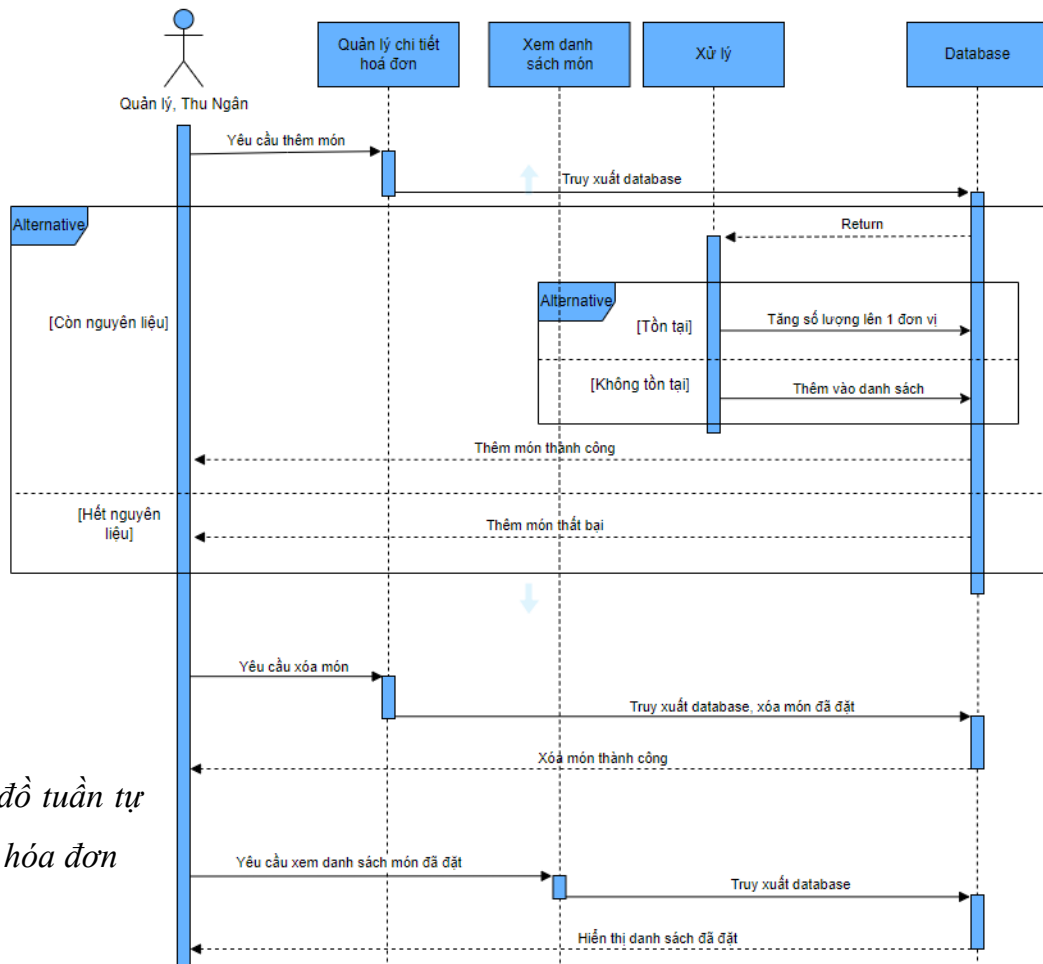 Quản lý chi tiết
hoá đơn
Xem danh
sách món
Xử lý
Database
Quản lý, Thu Ngân
Yêu cầu thêm món
Truy xuất database
Alternative
Return
Alternative
[Còn nguyên liệu]
[Tồn tại]
Tăng số lượng lên 1 đơn vị
[Không tồn tại]
Thêm vào danh sách
Thêm món thành công
[Hết nguyên
liệu]
Thêm món thất bại
Yêu cầu xóa món
Truy xuất database, xóa món đã đặt
Xóa món thành công
đồ tuần tự
hóa đơn
Yêu cầu xem danh sách món đã đặt
Truy xuất database
Hiển thị danh sách đã đặt